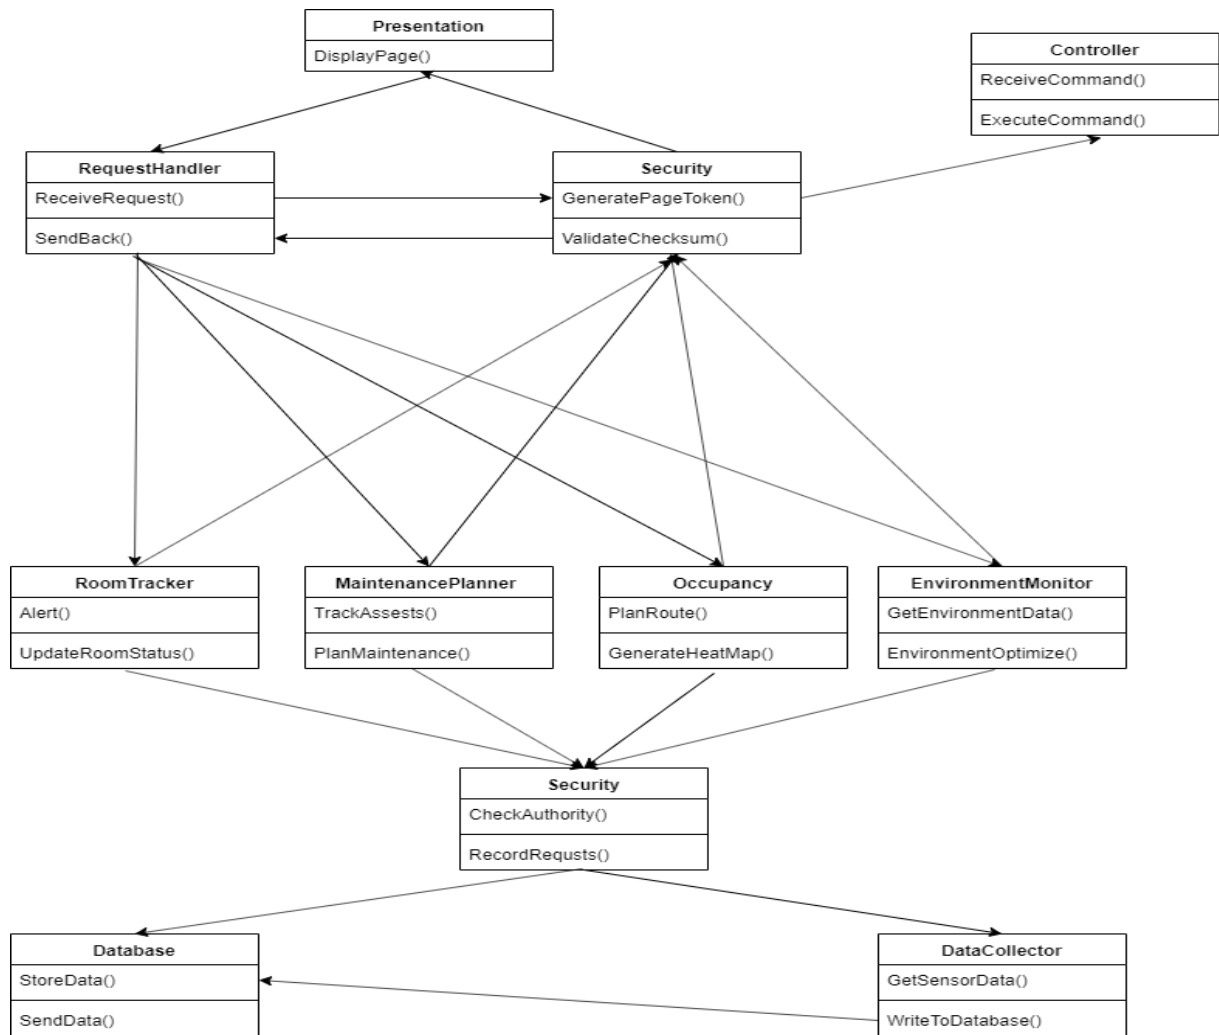 Presentation
DisplayPage()
Controller
ReceiveCommand()
ExecuteCommand()
RequestHandler
ReceiveRequest()
SendBack()
Security
GeneratePageToken()
ValidateChecksum()
RoomTracker
Alert()
UpdateRoomStatus()
MaintenancePlanner
TrackAssests()
PlanMaintenance()
Occupancy
PlanRoute()
GenerateHeatMap()
EnvironmentMonitor
GetEnvironmentData()
EnvironmentOptimize()
Security
CheckAuthority()
RecordRequsts()
Database
StoreData()
SendData()
DataCollector
GetSensorData()
WriteToDatabase()